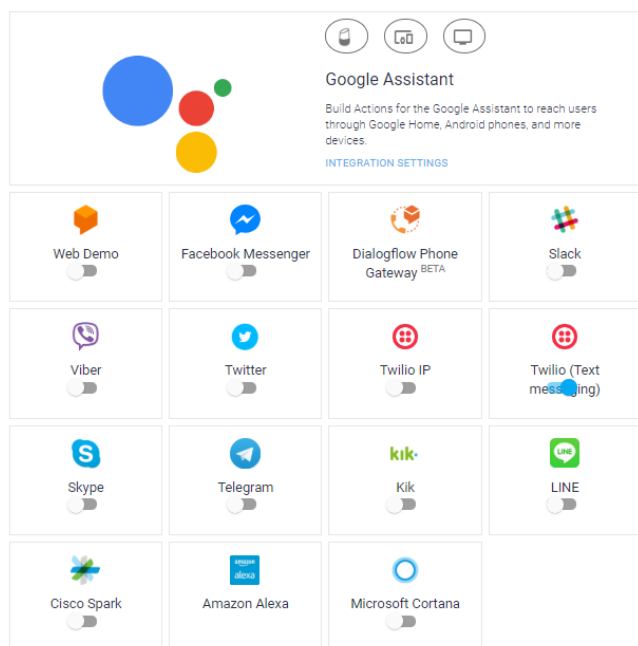 Google Assistant
Build Actions for the Google Assistant to reach users
through Google Home, Android phones, and more
devices.
INTEGRATION SETTINGS
Web Demo
Facebook Messenger
Dialogflow Phone
Gateway BETA
Slack
Viber
Twitter
Twilio IP
Twilio (Text
messaging)
Skype
Telegram
kik
Kik
LINE
LINE
Cisco Spark
amazon
alexa
Amazon Alexa
Microsoft Cortana